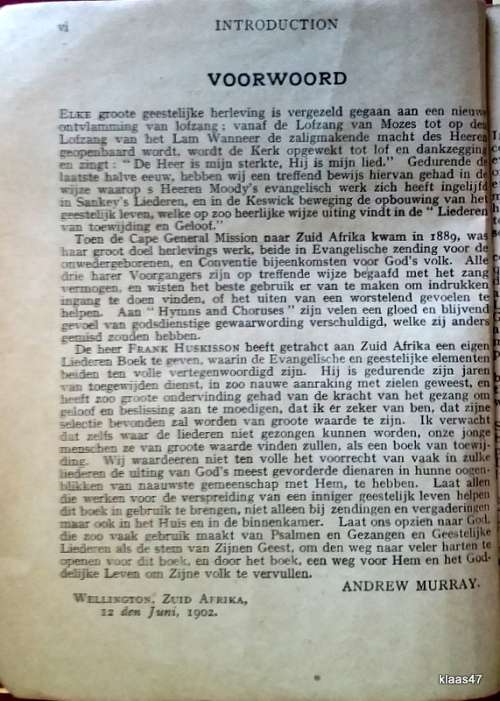 vi INTRODUCTION
VOORWOORD
ELKE groote geestelijke herleving is vergezeld gegaan aan een nieuwe
ontvlamming van lofzang; vanaf de Lofzang van Mozes tot op den
Lofzang van het Lam Wanneer de zaligmakende macht des Heeren
geopenbaard wordt, wordt de Kerk opgewekt tot lof en dankzegging
en zingt: “ De Heer is mijn sterkte, Hij is mijn lied.” Gedurende de
laatste halve eeuw, hebben wij een treffend bewijs hiervan gehad in de
wijze waarop s Heeren Moody's evangelisch werk zich heeft ingelijfd
in Sankey's Liederen, and in de Keswick beweging de opbouwing van het
geestelijk leven, welke op zoo heerlijke wijze uiting vindt in de “ Liederen
van toewijding en Geloof.”
Toen de Cape General Mission naar Zuid Afrika kwam in 1889, was
haar groot doel herlevings werk, beide in Evangelische zending voor de
onwedergeborenen, en Conventie bijeenkomsten voor God's volk. Alle
drie harer Voorgangers zijn op treffende wijze begaafd met het zang
vermogen, en wisten het beste gebruik er van te maken om indrukken
ingang te doen vinden, of het uiten van een worstelend gevoelen te
helpen. Aan “ Hymns and Choruses ” zijn velen een gloed en blijvend
gevoel van godsdienstige gewaarwording verschuldigd, welke zij anders
gemisd zouden hebben.
De heer FRANK HUSKISSON heeft getrahct aan Zuid Afrika een eigen
Liederen Boek te geven, waarin de Evangelische en geestelijke elementen
beiden ten volle vertegenwoordigd zijn. Hij is gedurende zijn jaren
van toegewijden dienst, in zoo nauwe aanraking met zielen geweest, en
heeft zoo groote ondervinding gehad van de kracht van het gezang om
geloof en beslissing aan te moedigen, dat ik er zeker van ben, dat zijne
selectie bevonden zal worden van groote waarde te zijn. Ik verwacht
dat zelfs waar de liederen niet gezongen kunnen worden, onze jonge
menschen ze van groote waarde vinden zullen, als een boek van toewij-
ding. Wij waardeeren niet ten volle het voorrecht van vaak in zulke
liederen de uiting van God's meest gevorderde dienaren in hunne oogen-
blikken van naauwste gemeenschap met Hem, te hebben. Laat allen
die werken voor de verspreiding van een inniger geestelijk leven helpen
dit boek in gebruik te brengen, niet alleen bij zendingen en vergaderingen
maar ook in het Huis en in de binnenkamer. Laat ons opzien naar God,
die zoo vaak gebruik maakt van Psalmen en Gezangen en Geestelijke
Liederen als de stem van Zijnen Geest, om den weg naar veler harten te
openen voor dit boek, en door het boek, een weg voor Hem en het God-
delijke Leven om Zijne volk te vervullen.
ANDREW MURRAY.
WELLINGTON, ZUID AFRIKA,
12 den Juni, 1902.
klaas47